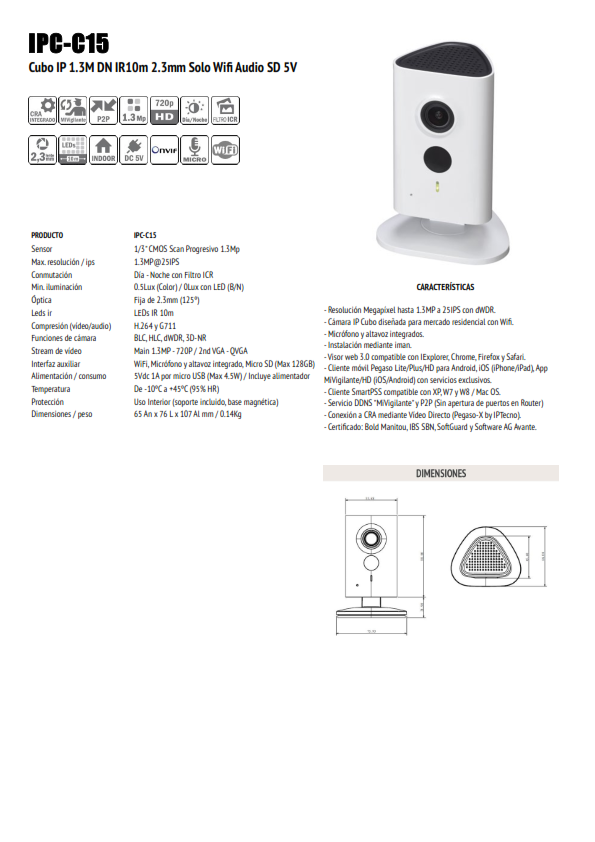 IPC-C15
Cubo IP 1.3M DN IR10m 2.3mm Solo Wifi Audio SD 5V
CRA INTEGRADO
MiVigilante
P2P
1.3 Mp
720p HD
Día/Noche
FILTRO ICR
2,3
LEDs 10m
INDOOR
DC 5V
ONVIF
MICRO
WiFi
PRODUCTO IPC-C15
Sensor 1/3" CMOS Scan Progresivo 1.3Mp
Max. resolución / ips 1.3MP@25IPS
Conmutación Día - Noche con Filtro ICR
Min. iluminación 0.5Lux (Color) / 0Lux con LED (B/N)
Óptica Fija de 2.3mm (125º)
Leds ir LEDs IR 10m
Compresión (vídeo/audio) H.264 y G711
Funciones de cámara BLC, HLC, dWDR, 3D-NR
Stream de vídeo Main 1.3MP - 720P / 2nd VGA - QVGA
Interfaz auxiliar WiFi, Micrófono y altavoz integrado, Micro SD (Max 128GB)
Alimentación / consumo 5Vdc 1A por micro USB (Max 4.5W) / Incluye alimentador
Temperatura De -10ºC a +45ºC (95% HR)
Protección Uso Interior (soporte incluido, base magnética)
Dimensiones / peso 65 An x 76 L x 107 Al mm / 0.14Kg
CARACTERÍSTICAS
- Resolución Megapíxel hasta 1.3MP a 25IPS con dWDR.
- Cámara IP Cubo diseñada para mercado residencial con Wifi.
- Micrófono y altavoz integrados.
- Instalación mediante iman.
- Visor web 3.0 compatible con IExplorer, Chrome, Firefox y Safari.
- Cliente móvil Pegaso Lite/Plus/HD para Android, iOS (iPhone/iPad), App
MiVigilante/HD (iOS/Android) con servicios exclusivos.
- Cliente SmartPSS compatible con XP, W7 y W8 / Mac OS.
- Servicio DDNS "MiVigilante" y P2P (Sin apertura de puertos en Router)
- Conexión a CRA mediante Vídeo Directo (Pegaso-X by IPTecno).
- Certificado: Bold Manitou, IBS SBN, SoftGuard y Software AG Avante.
DIMENSIONES